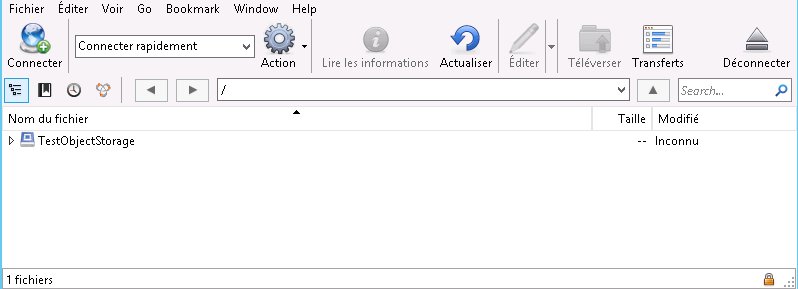 Fichier Éditer Voir Go Bookmark Window Help
Connecter Connecter rapidement Action Lire les informations Actualiser Éditer Téléverser Transferts Déconnecter
/ Search...
Nom du fichier Taille Modifié
TestObjectStorage -- Inconnu
1 fichiers